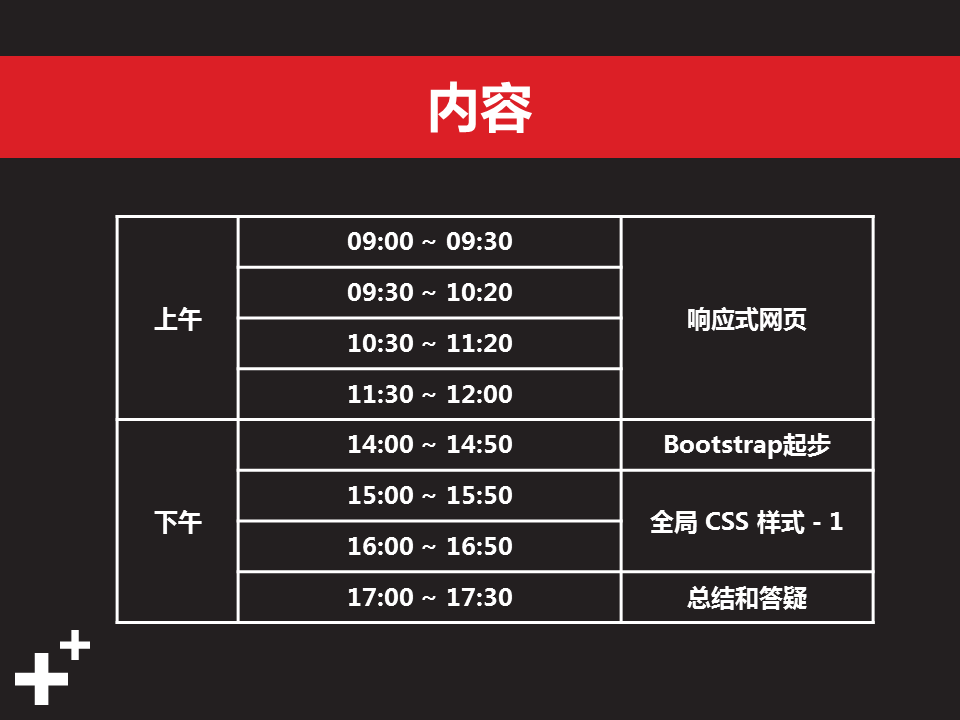 内容
上午
09:00 ~ 09:30
09:30 ~ 10:20
10:30 ~ 11:20
11:30 ~ 12:00
响应式网页
下午
14:00 ~ 14:50
Bootstrap起步
15:00 ~ 15:50
16:00 ~ 16:50
全局 CSS 样式 - 1
17:00 ~ 17:30
总结和答疑